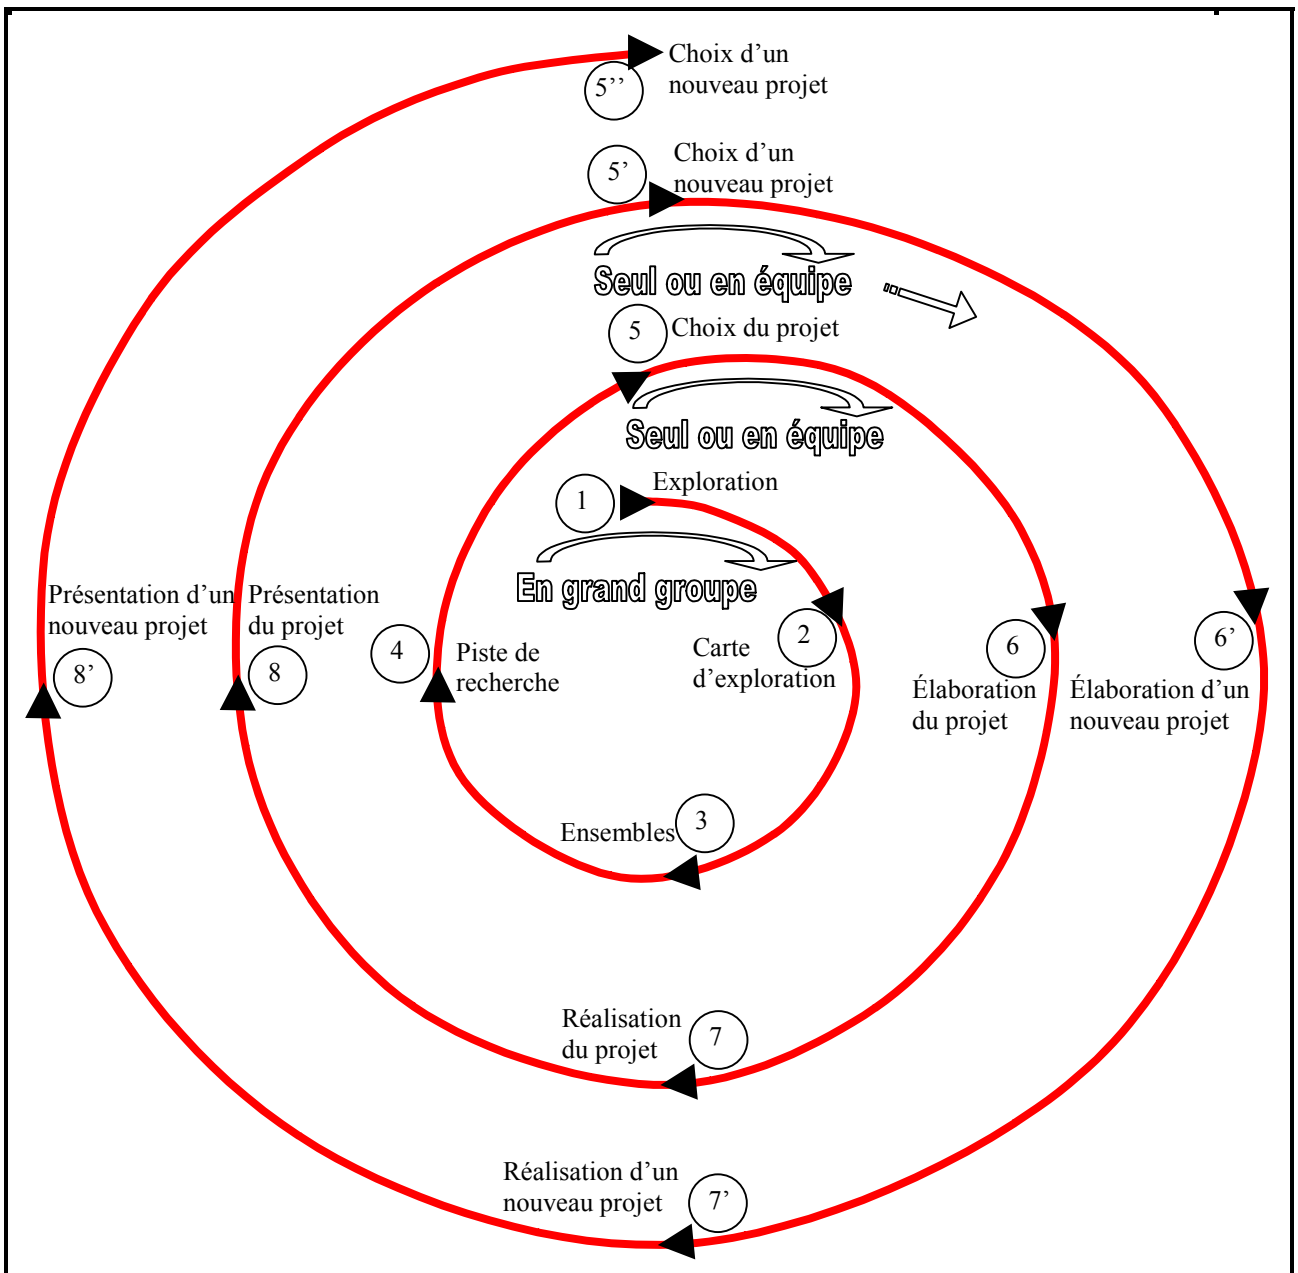 Choix d’un
nouveau projet
5’’
Choix d’un
nouveau projet
5’
Seul ou en équipe
5
Choix du projet
Seul ou en équipe
1
Exploration
En grand groupe
2
Carte
d’exploration
3
Ensembles
4
Piste de
recherche
6
Élaboration
du projet
6’
Élaboration d’un
nouveau projet
Présentation d’un
nouveau projet
8’
Présentation
du projet
8
Réalisation
du projet
7
Réalisation d’un
nouveau projet
7’